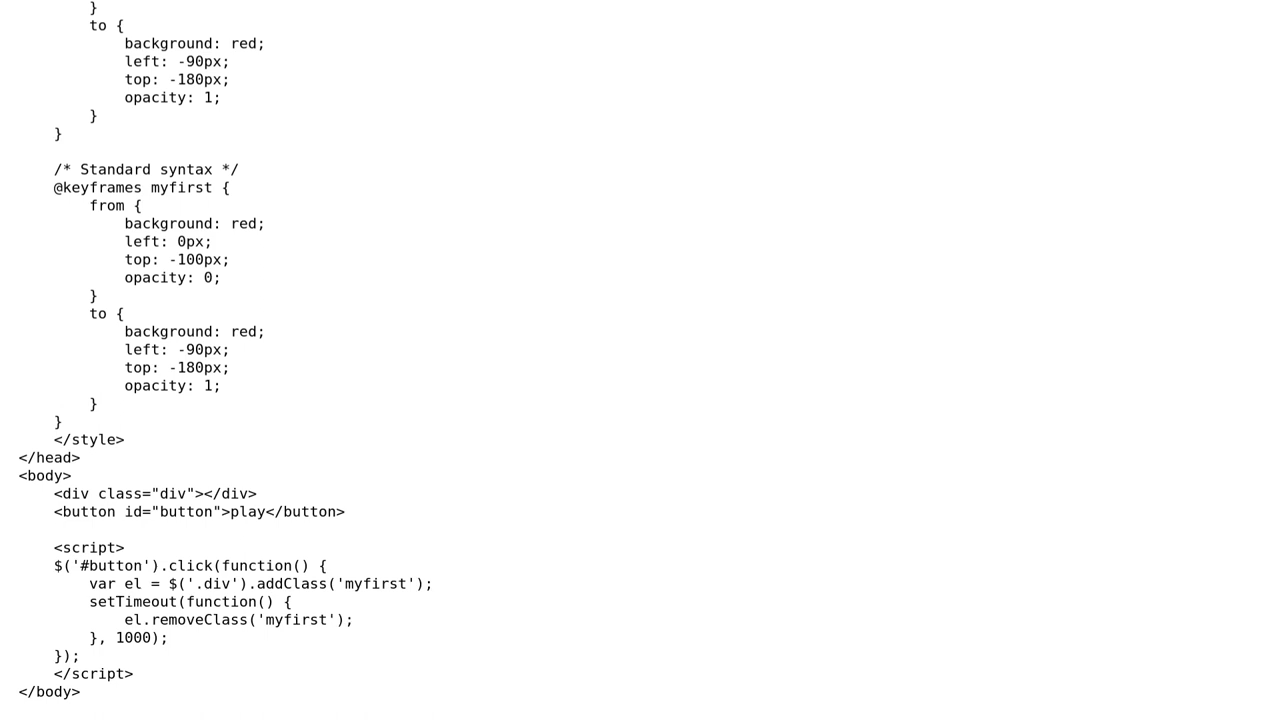 }
        to {
            background: red;
            left: -90px;
            top: -180px;
            opacity: 1;
        }
    }

    /* Standard syntax */
    @keyframes myfirst {
        from {
            background: red;
            left: 0px;
            top: -100px;
            opacity: 0;
        }
        to {
            background: red;
            left: -90px;
            top: -180px;
            opacity: 1;
        }
    }
    </style>
</head>
<body>
    <div class="div"></div>
    <button id="button">play</button>

    <script>
    $('#button').click(function() {
        var el = $('.div').addClass('myfirst');
        setTimeout(function() {
            el.removeClass('myfirst');
        }, 1000);
    });
    </script>
</body>